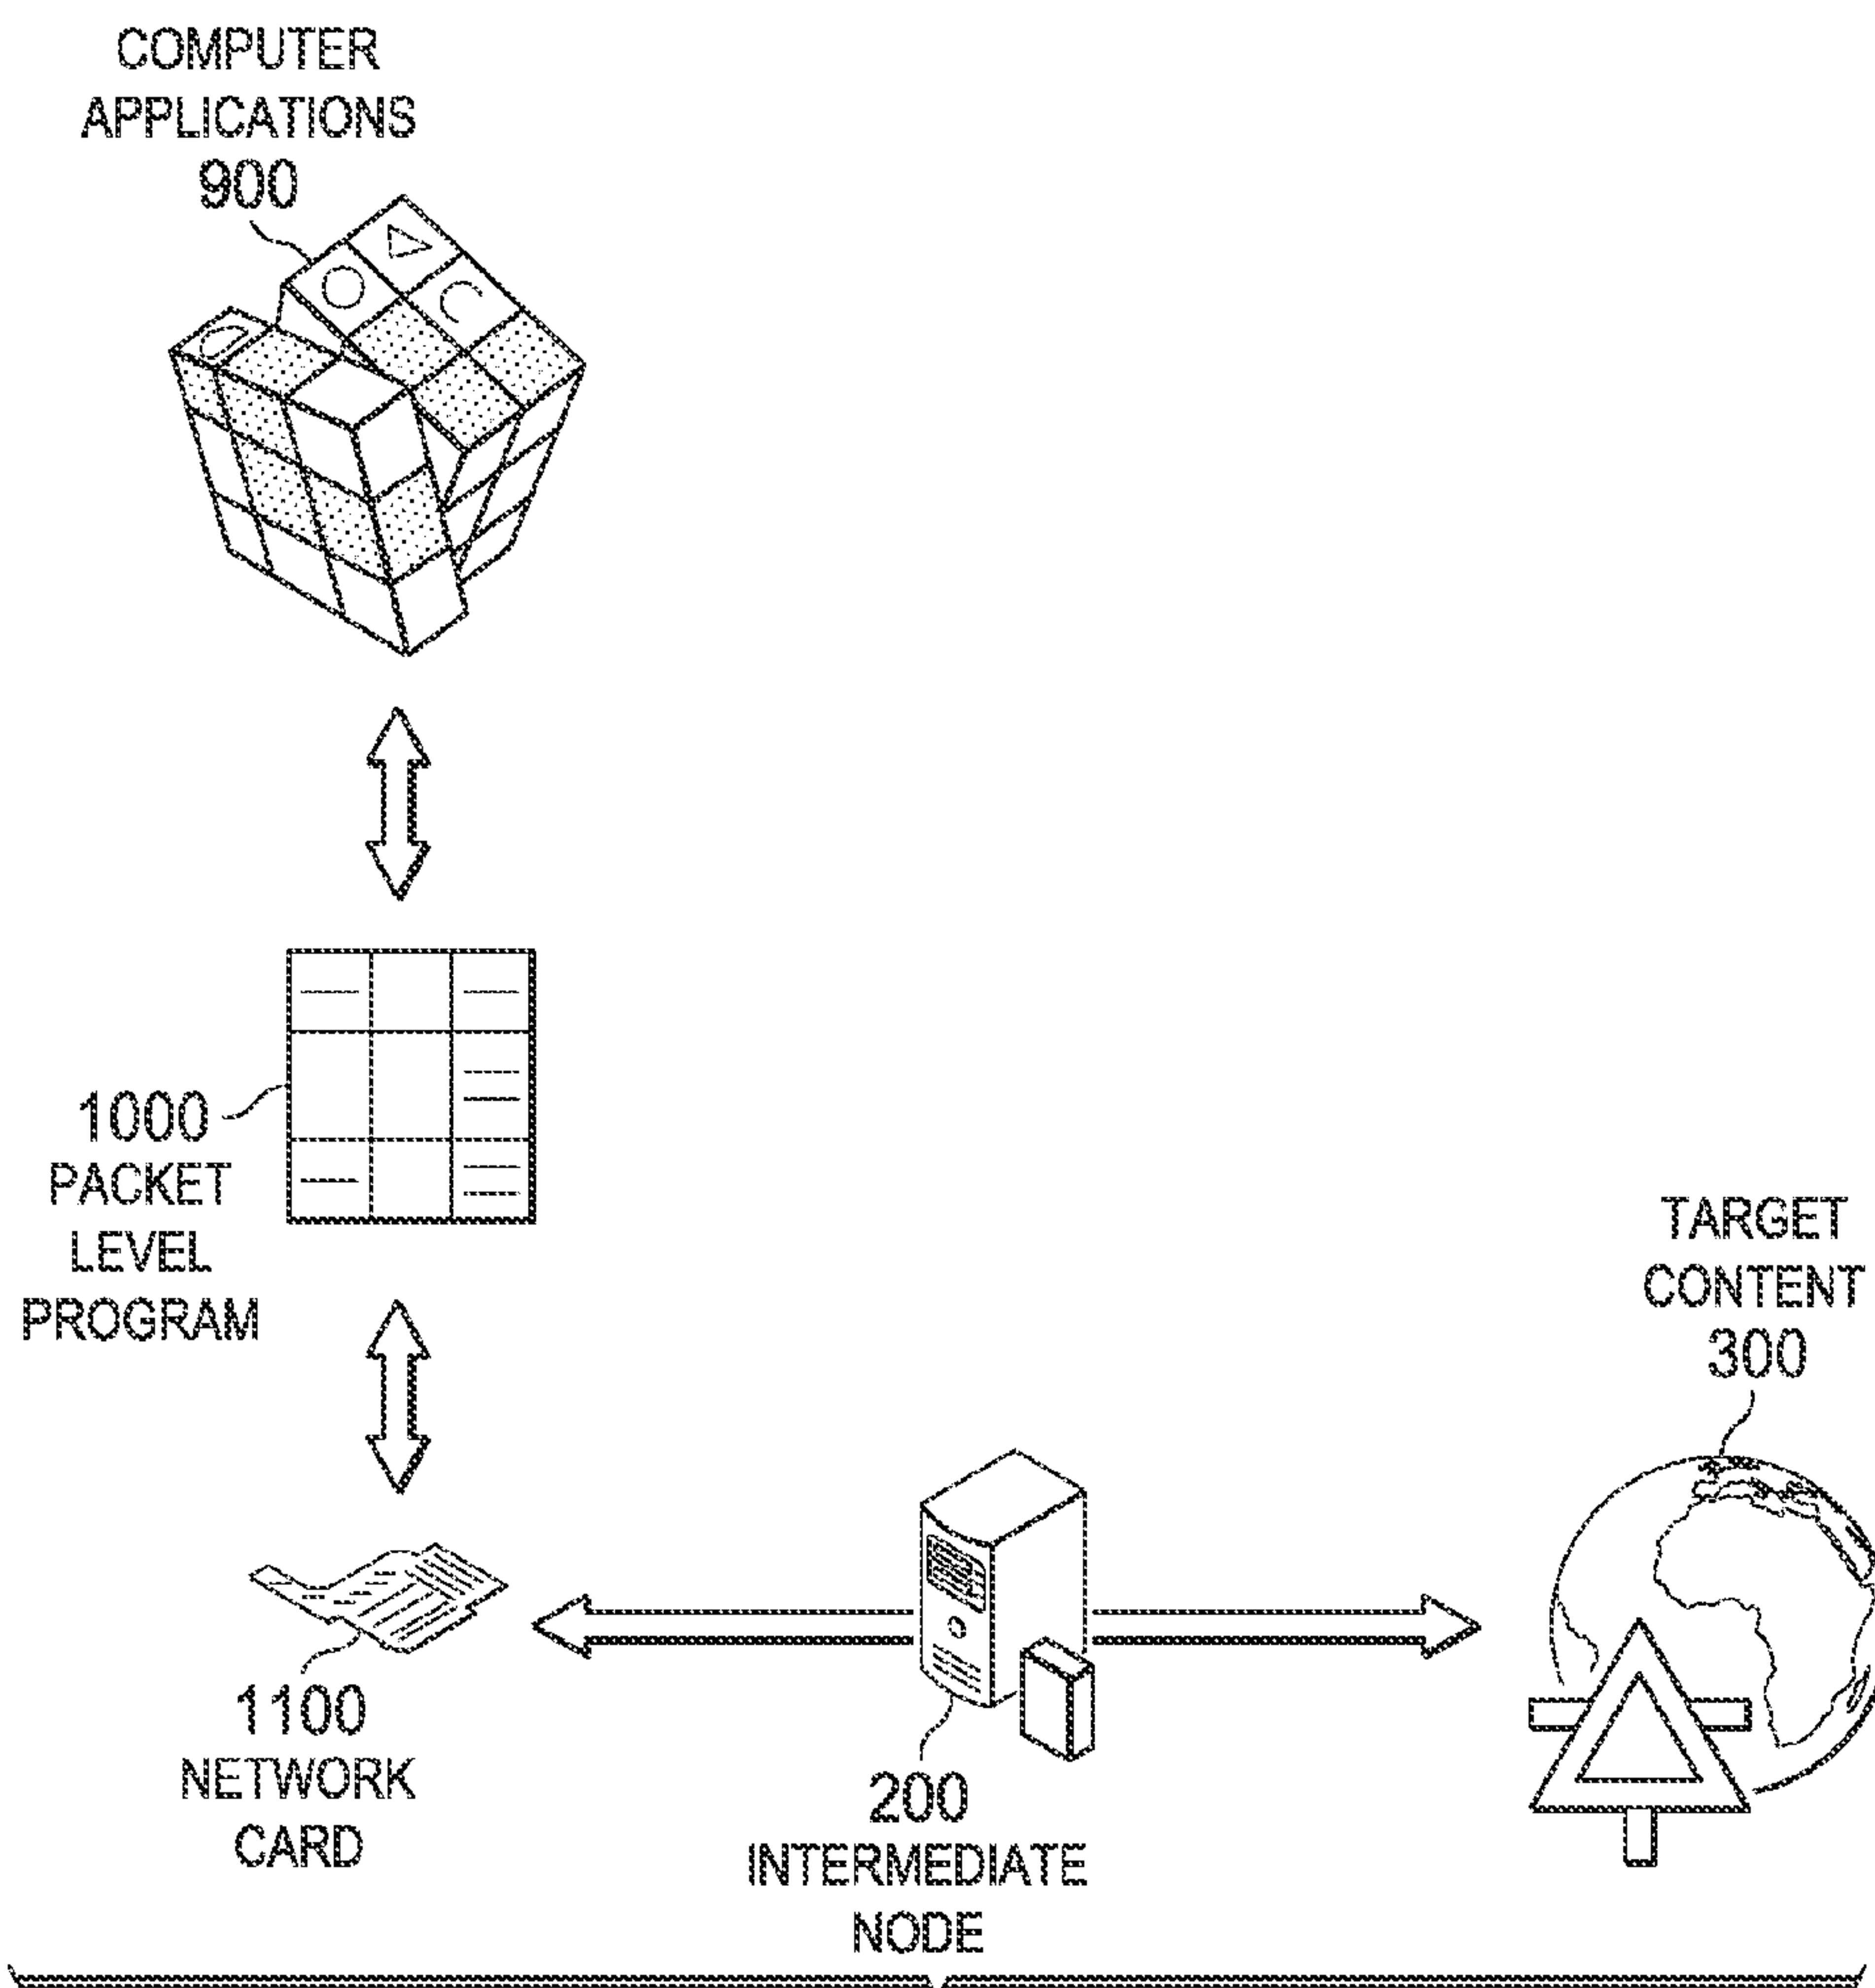 COMPUTER
APPLICATIONS
900
1000
PACKET
LEVEL
PROGRAM
TARGET
CONTENT
300
1100
NETWORK
CARD
200
INTERMEDIATE
NODE